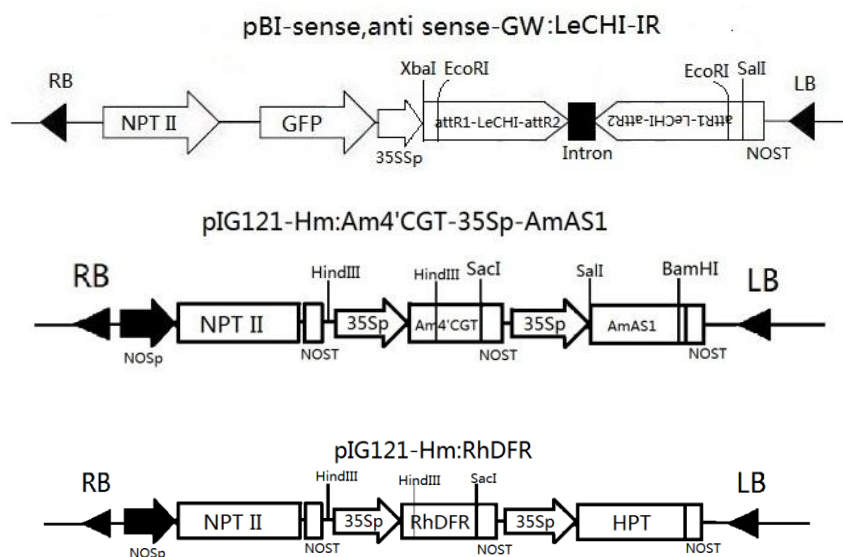 pBI-sense,anti sense-GW:LeCHI-IR
RB XbaI EcoRI EcoRI SalI LB
NPT II GFP attR1-LeCHI-attR2 attR1-LeCHI-attR2
35SSp Intron NOST
pIG121-Hm:Am4'CGT-35Sp-AmAS1
RB HindIII HindIII SacI SalI BamHI LB
NPT II 35Sp Am4'CGT 35Sp AmAS1
NOSp NOST NOST NOST
pIG121-Hm:RhDFR
RB HindIII HindIII SacI LB
NPT II 35Sp RhDFR 35Sp HPT
NOSp NOST NOST NOST